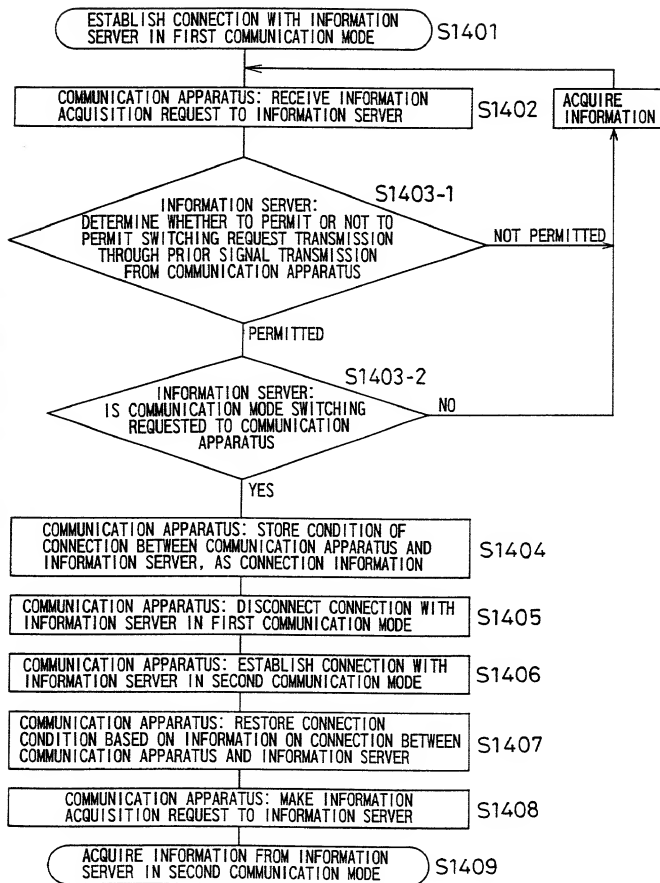 ESTABLISH CONNECTION WITH INFORMATION
SERVER IN FIRST COMMUNICATION MODE
S1401
COMMUNICATION APPARATUS: RECEIVE INFORMATION
ACQUISITION REQUEST TO INFORMATION SERVER
S1402
ACQUIRE
INFORMATION
S1403-1
INFORMATION SERVER:
DETERMINE WHETHER TO PERMIT OR NOT TO
PERMIT SWITCHING REQUEST TRANSMISSION
THROUGH PRIOR SIGNAL TRANSMISSION
FROM COMMUNICATION APPARATUS
NOT PERMITTED
PERMITTED
S1403-2
INFORMATION SERVER:
IS COMMUNICATION MODE SWITCHING
REQUESTED TO COMMUNICATION
APPARATUS
NO
YES
COMMUNICATION APPARATUS: STORE CONDITION OF
CONNECTION BETWEEN COMMUNICATION APPARATUS AND
INFORMATION SERVER, AS CONNECTION INFORMATION
S1404
COMMUNICATION APPARATUS: DISCONNECT CONNECTION WITH
INFORMATION SERVER IN FIRST COMMUNICATION MODE
S1405
COMMUNICATION APPARATUS: ESTABLISH CONNECTION WITH
INFORMATION SERVER IN SECOND COMMUNICATION MODE
S1406
COMMUNICATION APPARATUS: RESTORE CONNECTION
CONDITION BASED ON INFORMATION ON CONNECTION BETWEEN
COMMUNICATION APPARATUS AND INFORMATION SERVER
S1407
COMMUNICATION APPARATUS: MAKE INFORMATION
ACQUISITION REQUEST TO INFORMATION SERVER
S1408
ACQUIRE INFORMATION FROM INFORMATION
SERVER IN SECOND COMMUNICATION MODE
S1409